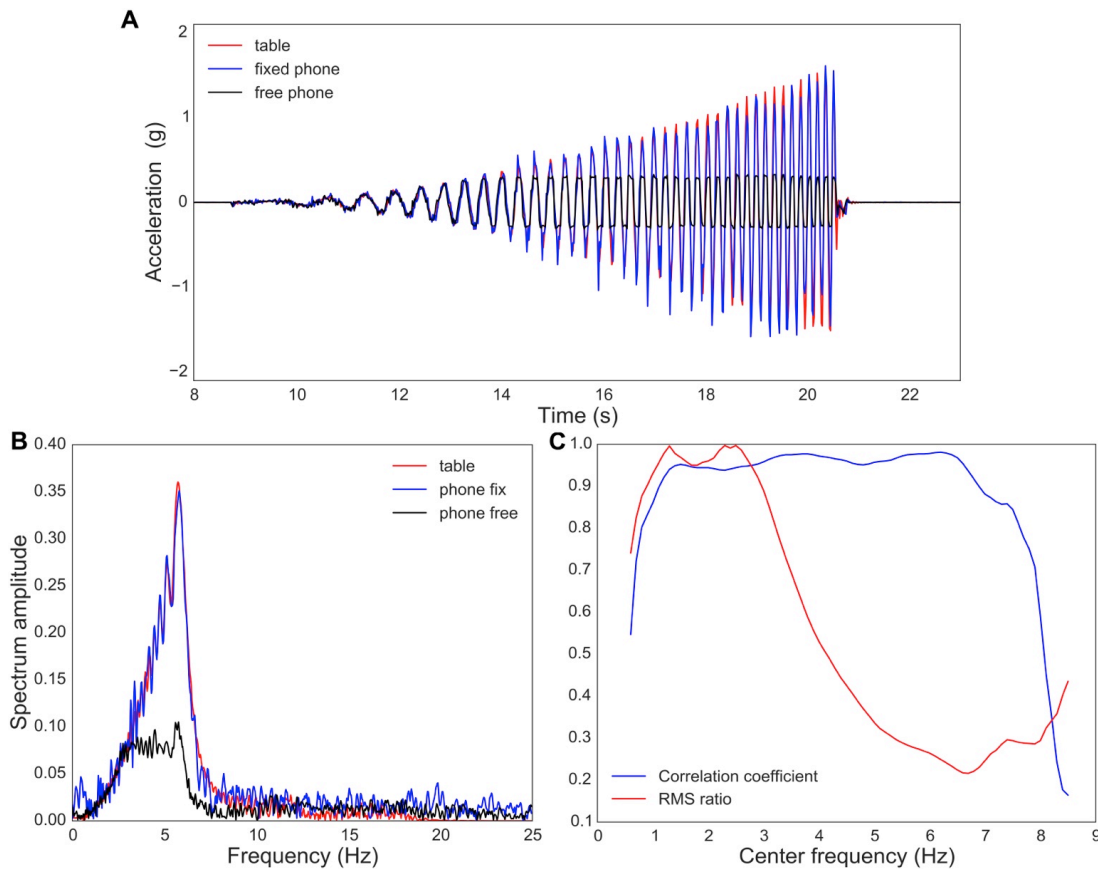 A
2
1
0
−1
−2
Acceleration (g)
table
fixed phone
free phone
8 10 12 14 16 18 20 22
Time (s)
B
0.40
0.35
0.30
0.25
0.20
0.15
0.10
0.05
0.00
Spectrum amplitude
table
phone fix
phone free
0 5 10 15 20 25
Frequency (Hz)
C
1.0
0.9
0.8
0.7
0.6
0.5
0.4
0.3
0.2
0.1
Correlation coefficient
RMS ratio
0 1 2 3 4 5 6 7 8 9
Center frequency (Hz)